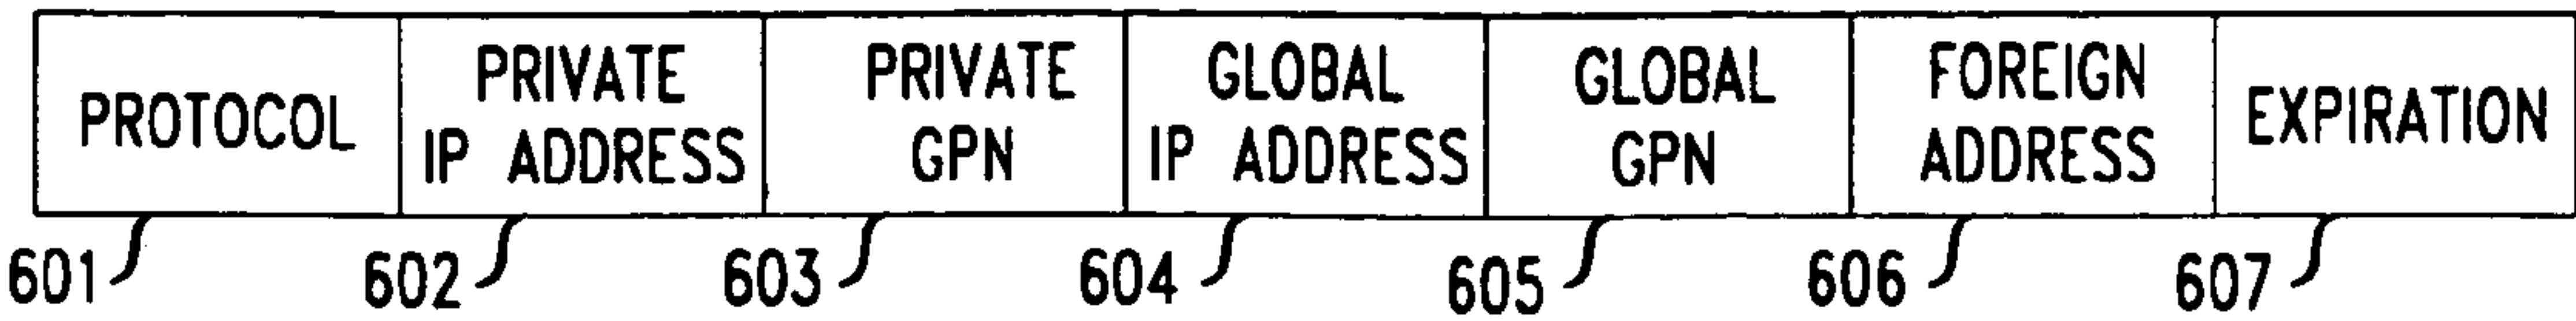 PROTOCOL
PRIVATE
IP ADDRESS
PRIVATE
GPN
GLOBAL
IP ADDRESS
GLOBAL
GPN
FOREIGN
ADDRESS
EXPIRATION
601
602
603
604
605
606
607